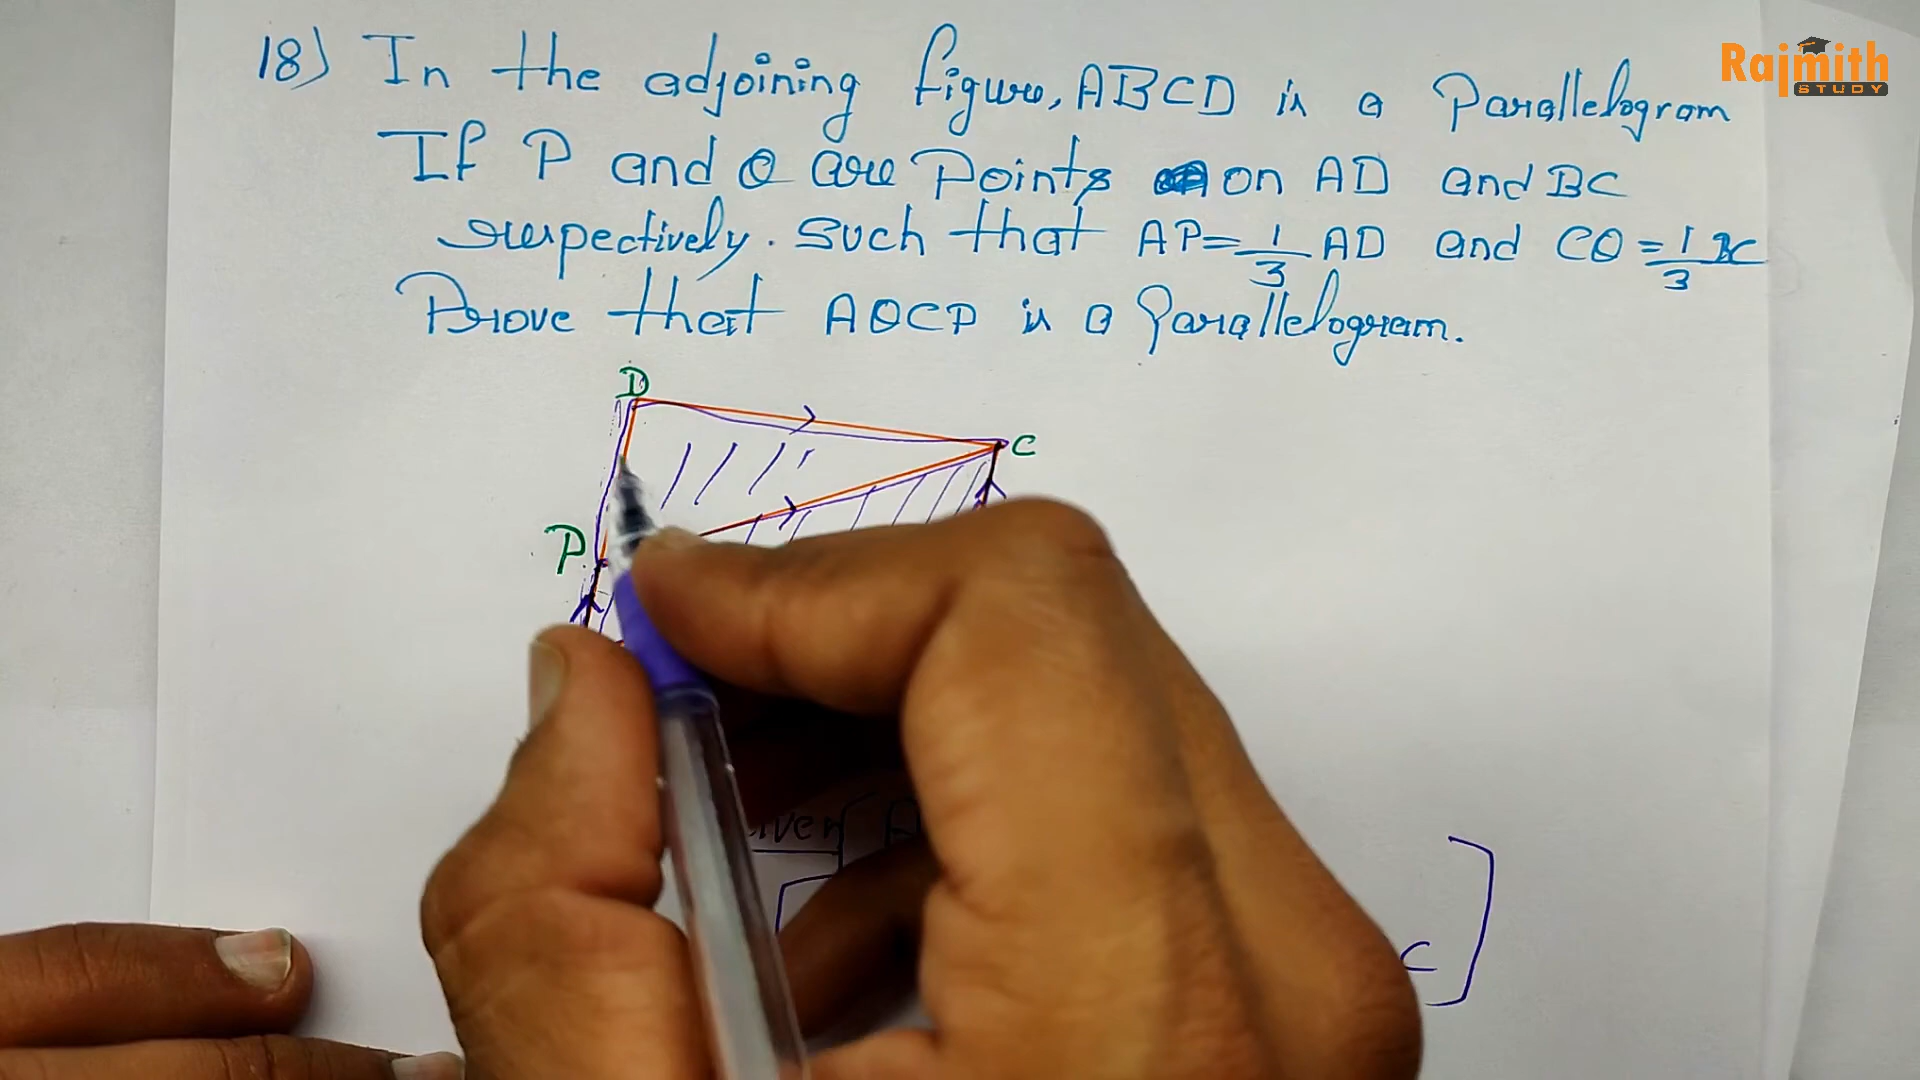 Rajmith
STUDY
18) In the adjoining figure, ABCD is a Parallelogram
If P and Q are Points on AD and BC
respectively. Such that AP = 1/3 AD and CQ = 1/3 BC
Prove that AQCP is a Parallelogram.
D
C
P
C